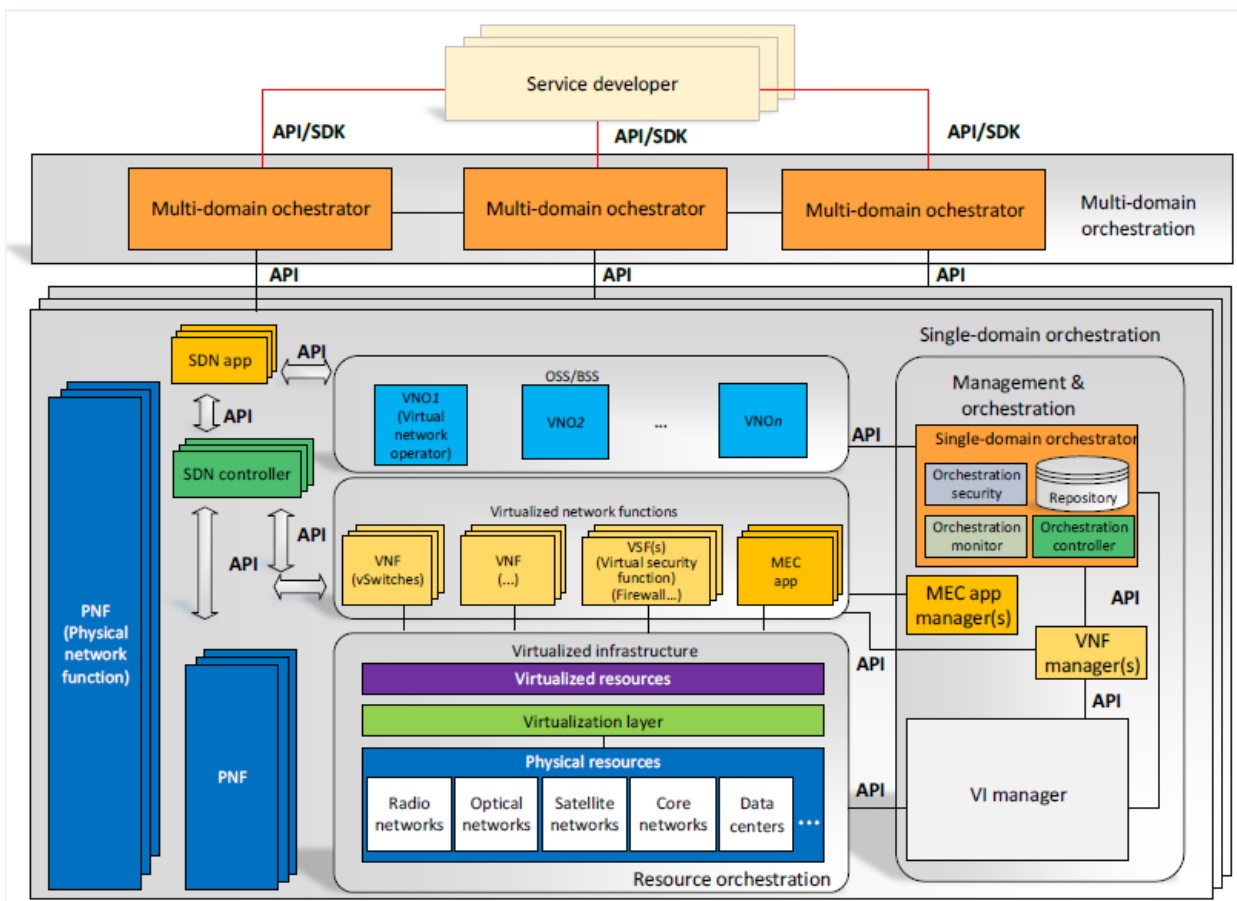 Service developer
API/SDK
API/SDK
API/SDK
Multi-domain ochestrator
Multi-domain ochestrator
Multi-domain ochestrator
Multi-domain
orchestration
API
API
API
Single-domain orchestration
SDN app
API
API
SDN controller
API
API
OSS/BSS
VNO1
(Virtual
network
operator)
VNO2
...
VNOn
API
Management &
orchestration
Single-domain orchestrator
Orchestration
security
Repository
Orchestration
monitor
Orchestration
controller
Virtualized network functions
VNF
(vSwitches)
VNF
(...)
VSF(s)
(Virtual security
function)
(Firewall...)
MEC
app
MEC app
manager(s)
API
VNF
manager(s)
API
API
PNF
(Physical
network
function)
PNF
Virtualized infrastructure
Virtualized resources
Virtualization layer
Physical resources
Radio
networks
Optical
networks
Satellite
networks
Core
networks
Data
centers
...
API
VI manager
Resource orchestration